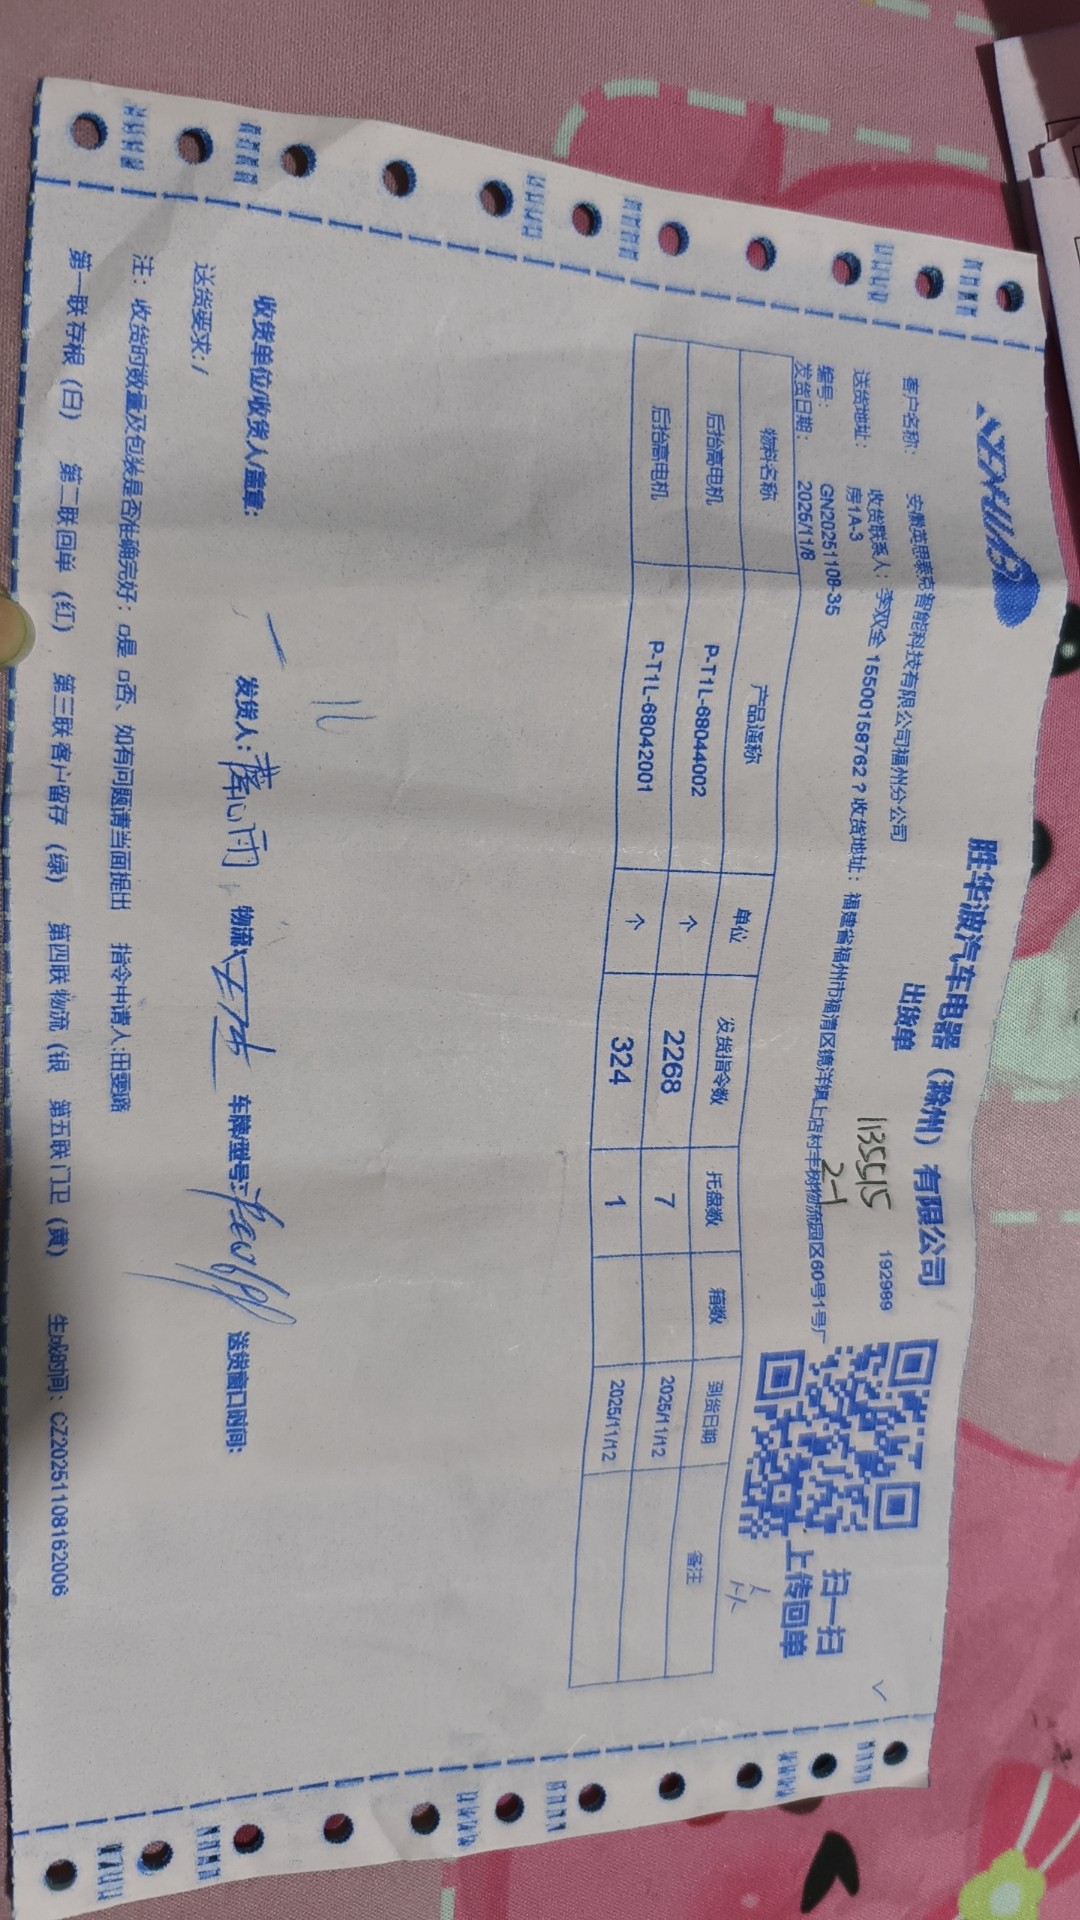 SENHUA
胜华波汽车电器（滁州）有限公司
出货单
192989
1135515
2-1
扫一扫
上传回单
客户名称： 安徽英思泰克智能科技有限公司福州分公司
送货地址： 收货联系人：李双全 15500158762？收货地址：福建省福州市福清区镜洋镇上店村丰树物流园区60号1号厂
房1A-3
编号： GN20251108-35
发货日期： 2025/11/8
物料名称 产品通称 单位 发货指令数 托盘数 箱数 到货日期 备注
后抬高电机 P-T1L-68044002 个 2268 7 2025/11/12
后抬高电机 P-T1L-68042001 个 324 1 2025/11/12
收货单位/收货人/盖章： 发货人： 物流： 车牌/型号： 送货窗口时间：
送货要求：/
注：收货时数量及包装是否准确完好：□是 □否、如有问题请当面提出 指令申请人:田雯璐
第一联存根（白） 第二联回单（红） 第三联客户留存（绿） 第四联物流（银 第五联门卫（黄） 生成时间：CZ20251108162006